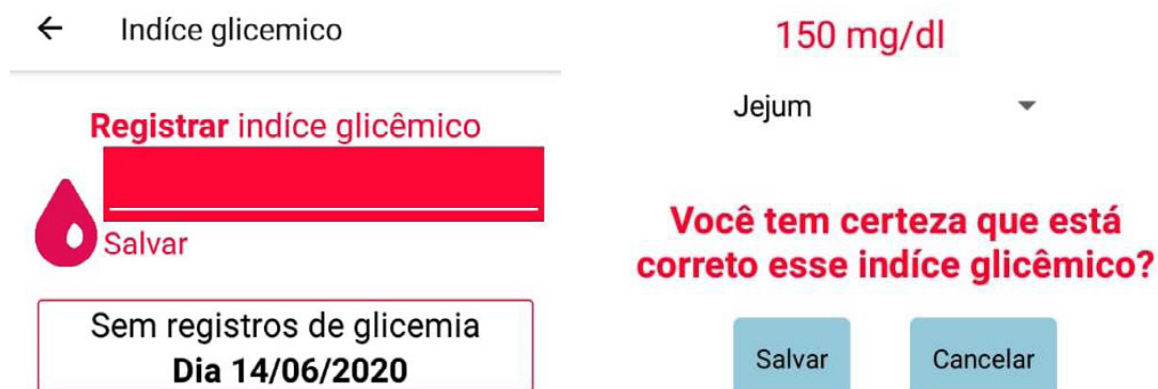 Indíce glicemico
Registrar indíce glicêmico
Salvar
Sem registros de glicemia
Dia 14/06/2020
150 mg/dl
Jejum
Você tem certeza que está
correto esse indíce glicêmico?
Salvar
Cancelar